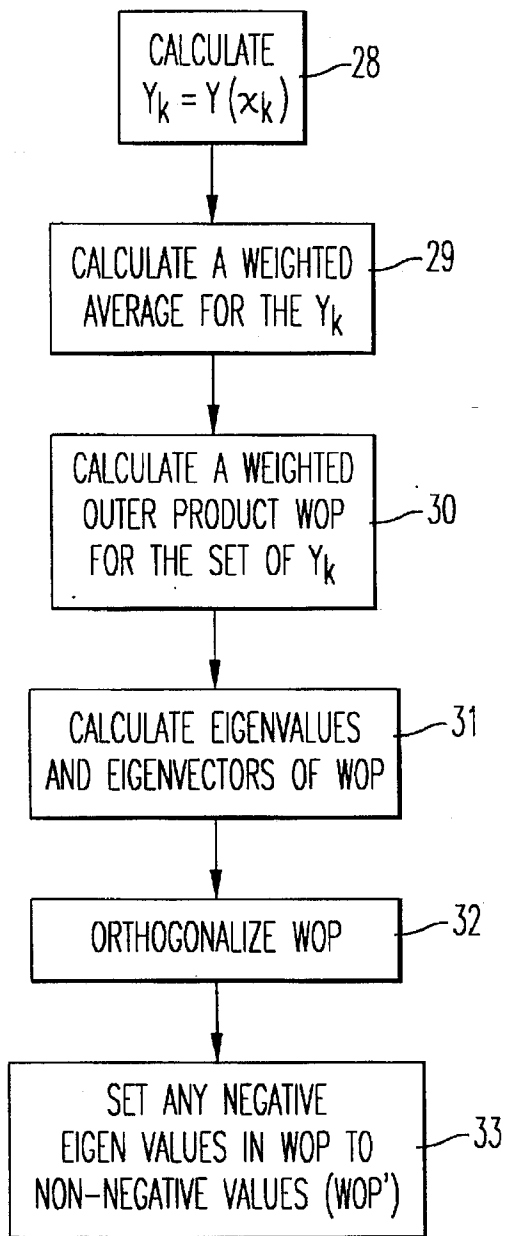 CALCULATE
Yk = Y(xk)
28
CALCULATE A WEIGHTED
AVERAGE FOR THE Yk
29
CALCULATE A WEIGHTED
OUTER PRODUCT WOP
FOR THE SET OF Yk
30
CALCULATE EIGENVALUES
AND EIGENVECTORS OF WOP
31
ORTHOGONALIZE WOP
32
SET ANY NEGATIVE
EIGEN VALUES IN WOP TO
NON-NEGATIVE VALUES (WOP')
33